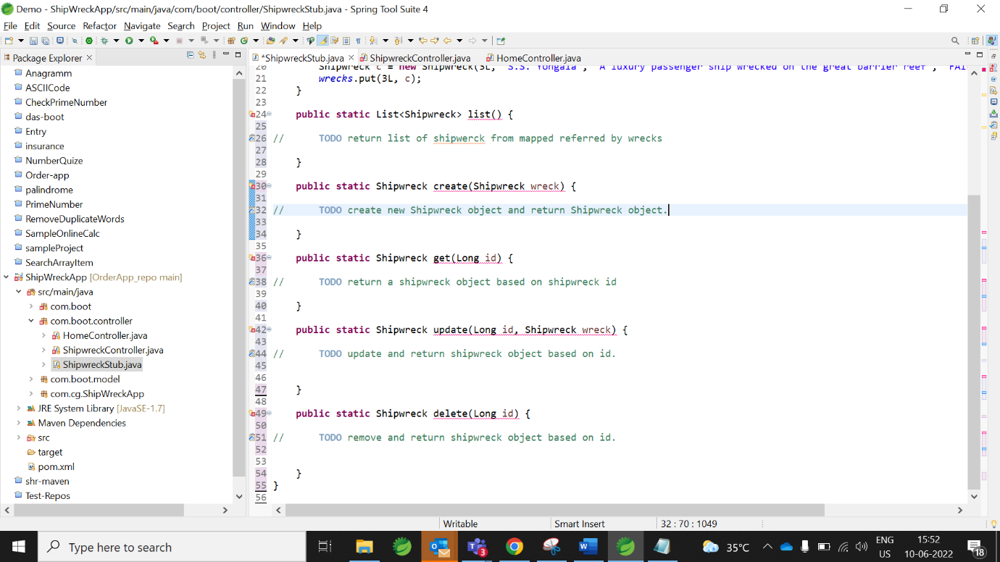 Demo - ShipWreckApp/src/main/java/com/boot/controller/ShipwreckStub.java - Spring Tool Suite 4
File Edit Source Refactor Navigate Search Project Run Window Help
Package Explorer
Anagramm
ASCIICode
CheckPrimeNumber
das-boot
Entry
insurance
NumberQuize
Order-app
palindrome
PrimeNumber
RemoveDuplicateWords
SampleOnlineCalc
sampleProject
SearchArrayItem
ShipWreckApp [OrderApp_repo main]
src/main/java
com.boot
com.boot.controller
HomeController.java
ShipwreckController.java
ShipwreckStub.java
com.boot.model
com.cg.ShipWreckApp
JRE System Library [JavaSE-1.7]
Maven Dependencies
src
target
pom.xml
shr-maven
Test-Repos
*ShipwreckStub.java ShipwreckController.java HomeController.java
20 Shipwreck c = new Shipwreck(3L, "S.S. Yongala", "A luxury passenger ship wrecked on the great barrier reef", "FAI
21 wrecks.put(3L, c);
22 }
23
24 public static List<Shipwreck> list() {
25
26 // TODO return list of shipwerck from mapped referred by wrecks
27
28 }
29
30 public static Shipwreck create(Shipwreck wreck) {
31
32 // TODO create new Shipwreck object and return Shipwreck object.
33
34 }
35
36 public static Shipwreck get(Long id) {
37
38 // TODO return a shipwreck object based on shipwreck id
39
40 }
41
42 public static Shipwreck update(Long id, Shipwreck wreck) {
43
44 // TODO update and return shipwreck object based on id.
45
46
47 }
48
49 public static Shipwreck delete(Long id) {
50
51 // TODO remove and return shipwreck object based on id.
52
53
54 }
55 }
56
Writable Smart Insert 32 : 70 : 1049
Type here to search
3
35°C
ENG
US
15:52
10-06-2022
18